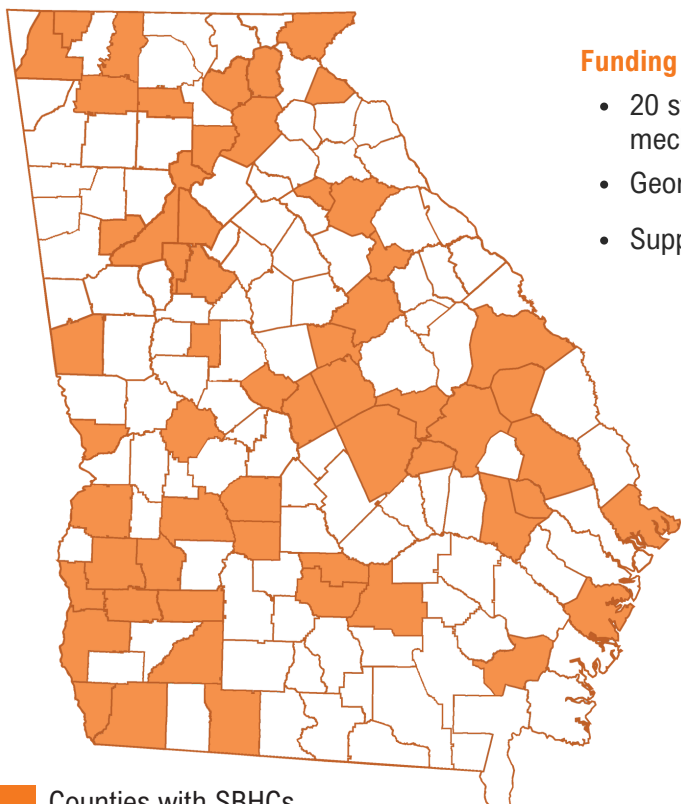 Funding
• 20 s
mec
• Geor
• Supp
Counties with SBHCs